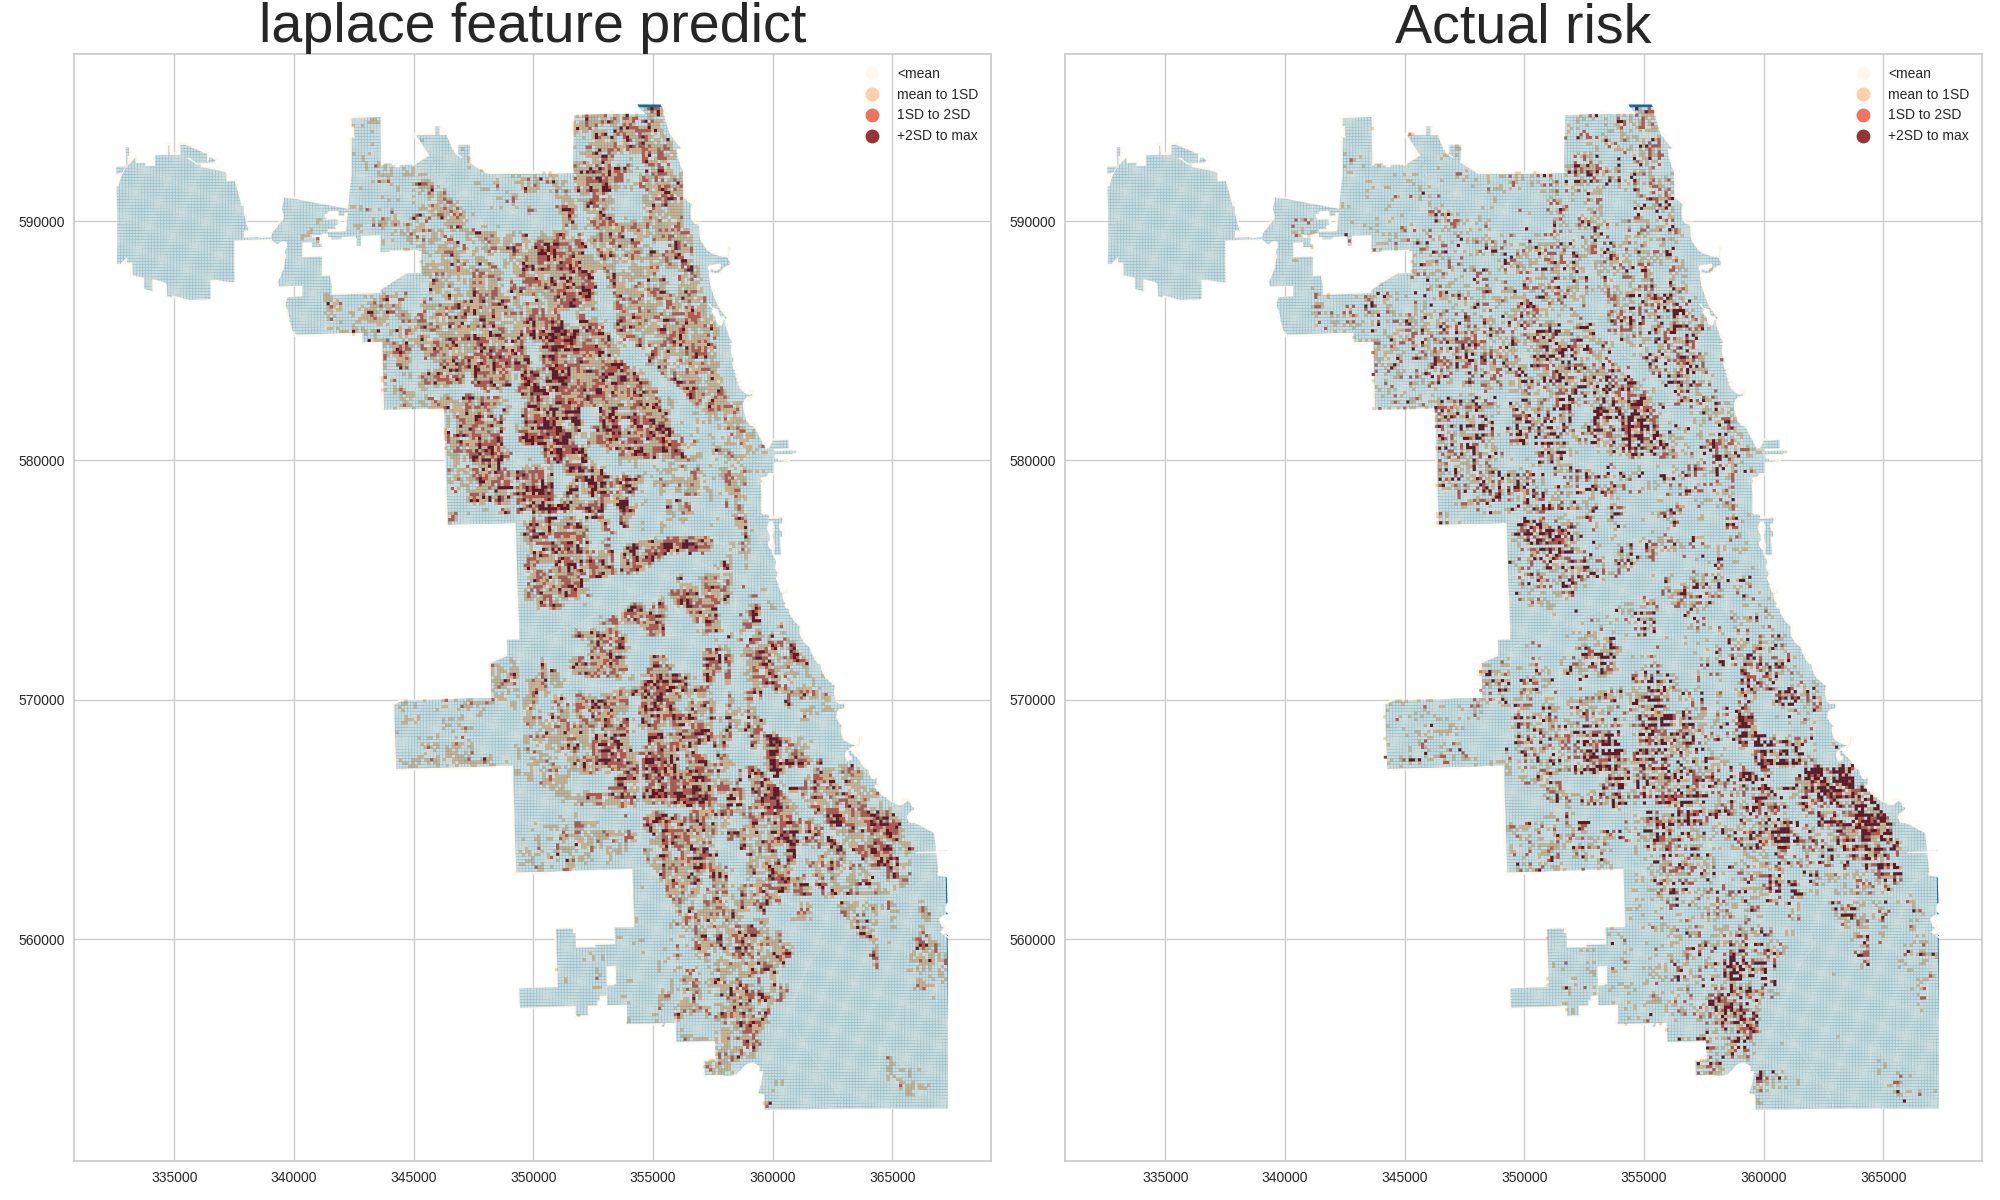 laplace feature predict
<mean
mean to 1SD
1SD to 2SD
+2SD to max
590000
580000
570000
560000
335000
340000
345000
350000
355000
360000
365000
Actual risk
<mean
mean to 1SD
1SD to 2SD
+2SD to max
590000
580000
570000
560000
335000
340000
345000
350000
355000
360000
365000